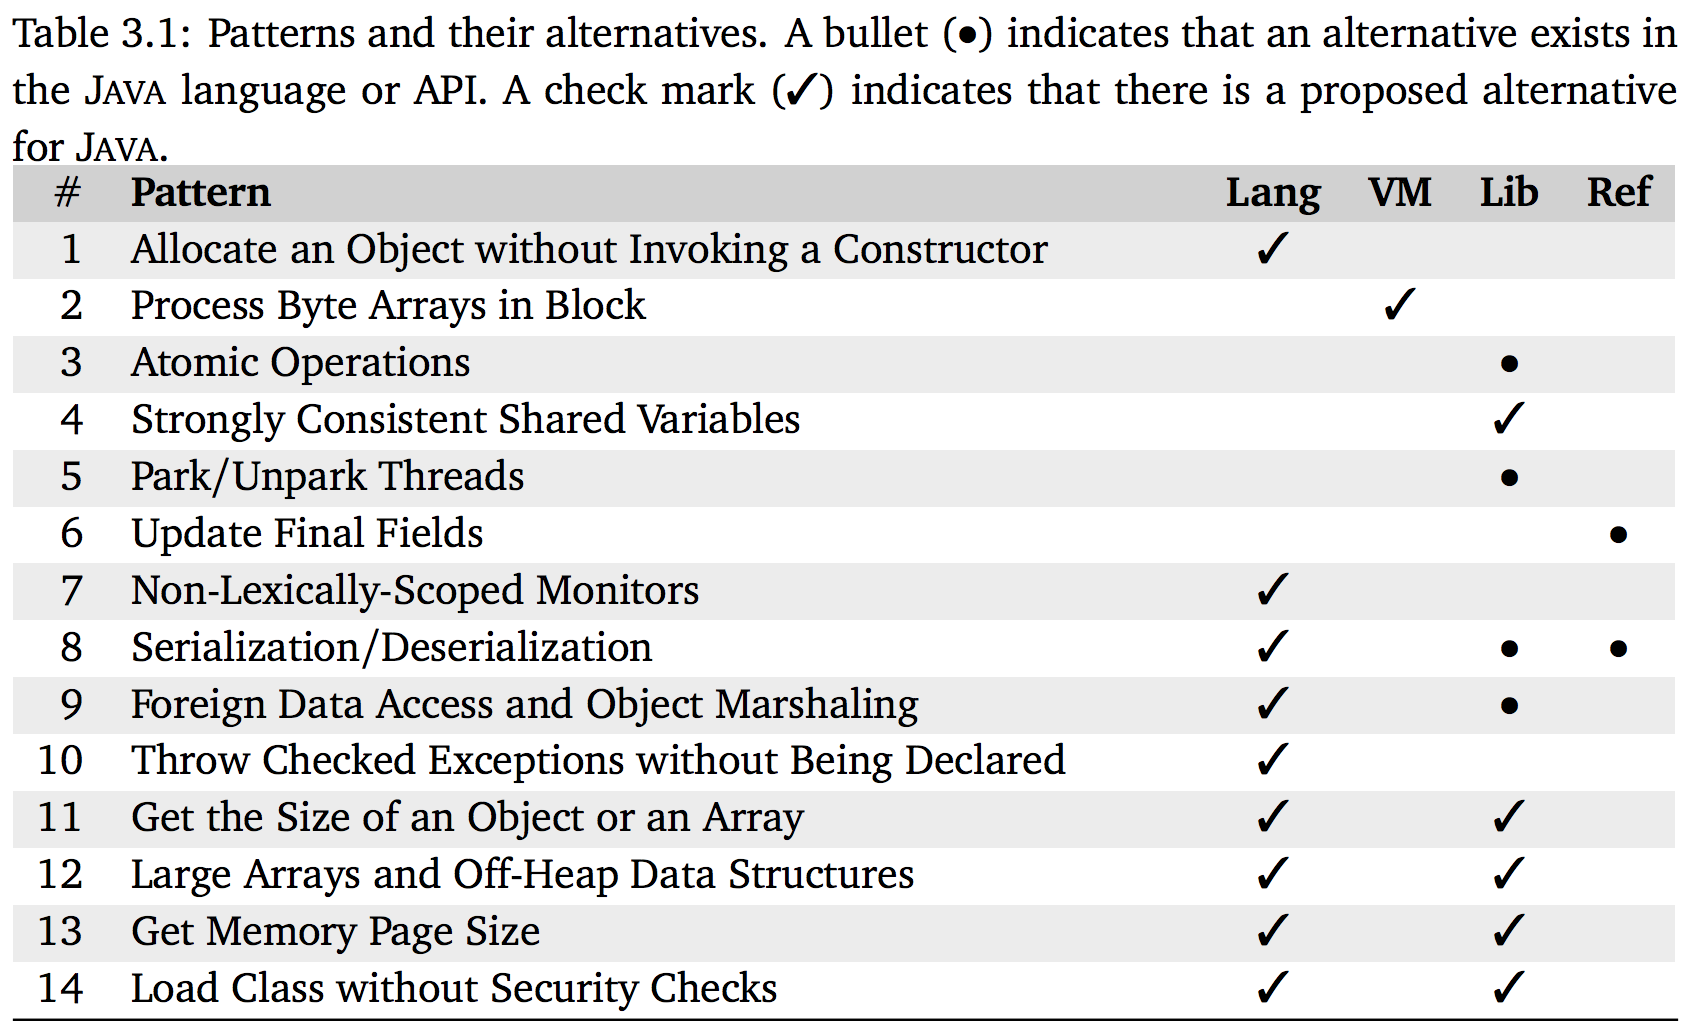 Table 3.1: Patterns and their alternatives. A bullet (●) indicates that an alternative exists in
the JAVA language or API. A check mark (✓) indicates that there is a proposed alternative
for JAVA.
# Pattern Lang VM Lib Ref
1 Allocate an Object without Invoking a Constructor ✓
2 Process Byte Arrays in Block ✓
3 Atomic Operations ●
4 Strongly Consistent Shared Variables ✓
5 Park/Unpark Threads ●
6 Update Final Fields ●
7 Non-Lexically-Scoped Monitors ✓
8 Serialization/Deserialization ✓ ● ●
9 Foreign Data Access and Object Marshaling ✓ ●
10 Throw Checked Exceptions without Being Declared ✓
11 Get the Size of an Object or an Array ✓ ✓
12 Large Arrays and Off-Heap Data Structures ✓ ✓
13 Get Memory Page Size ✓ ✓
14 Load Class without Security Checks ✓ ✓